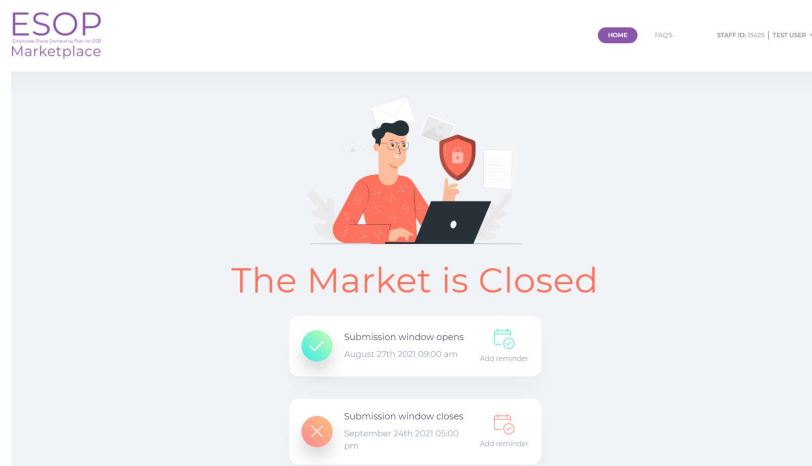 ESOP
Employee Share Ownership Plan for ESB
Marketplace
HOME
FAQ'S
STAFF ID: 15425 | TEST USER
The Market is Closed
Submission window opens
August 27th 2021 09:00 am
Add reminder
Submission window closes
September 24th 2021 05:00
pm
Add reminder